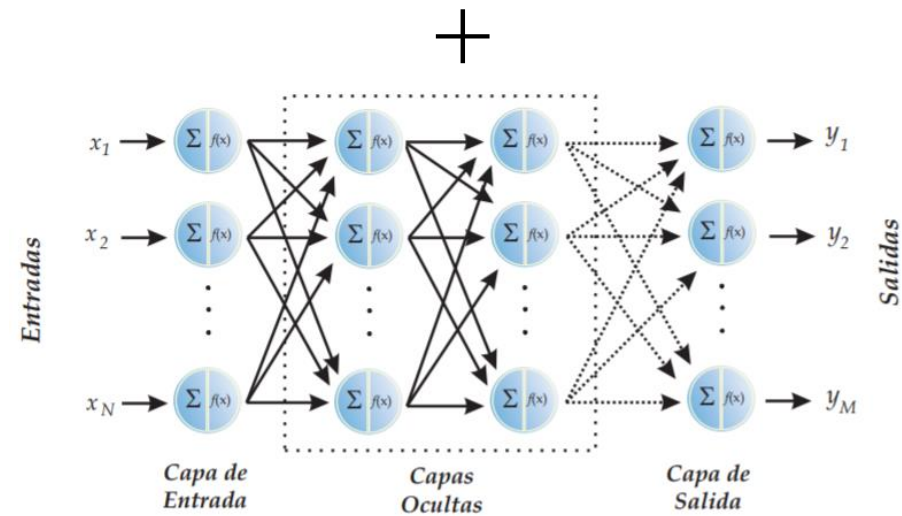 +
x1 Σ f(x) Σ f(x) Σ f(x) Σ f(x) y1
x2 Σ f(x) Σ f(x) Σ f(x) Σ f(x) y2
Entradas
Salidas
xN Σ f(x) Σ f(x) Σ f(x) Σ f(x) yM
Capa de
Entrada
Capas
Ocultas
Capa de
Salida